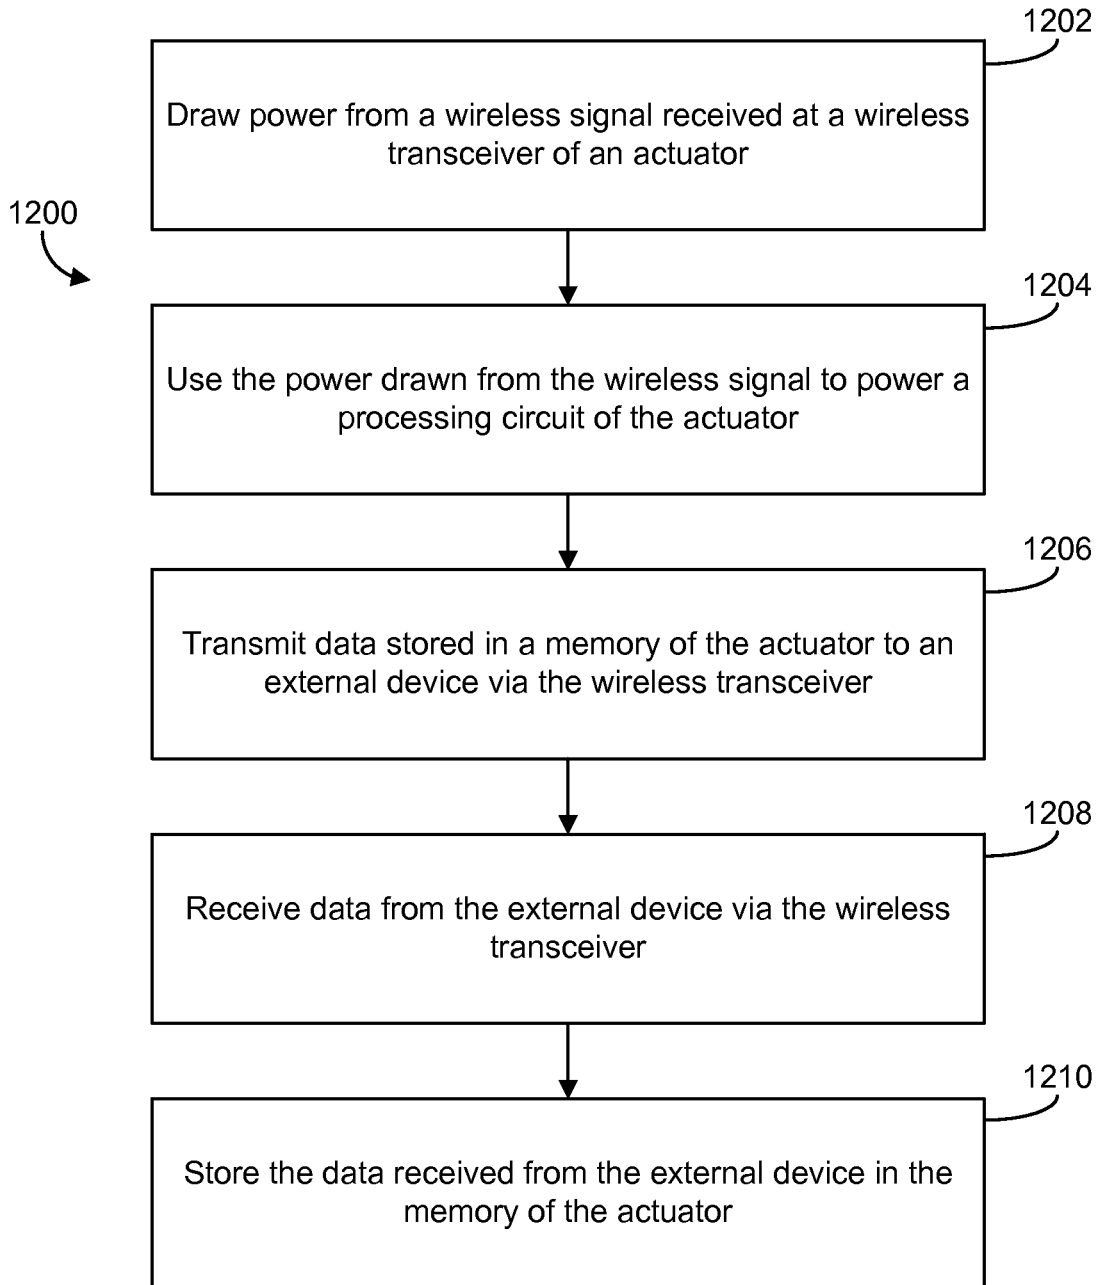 1202
Draw power from a wireless signal received at a wireless
transceiver of an actuator
1200
1204
Use the power drawn from the wireless signal to power a
processing circuit of the actuator
1206
Transmit data stored in a memory of the actuator to an
external device via the wireless transceiver
1208
Receive data from the external device via the wireless
transceiver
1210
Store the data received from the external device in the
memory of the actuator